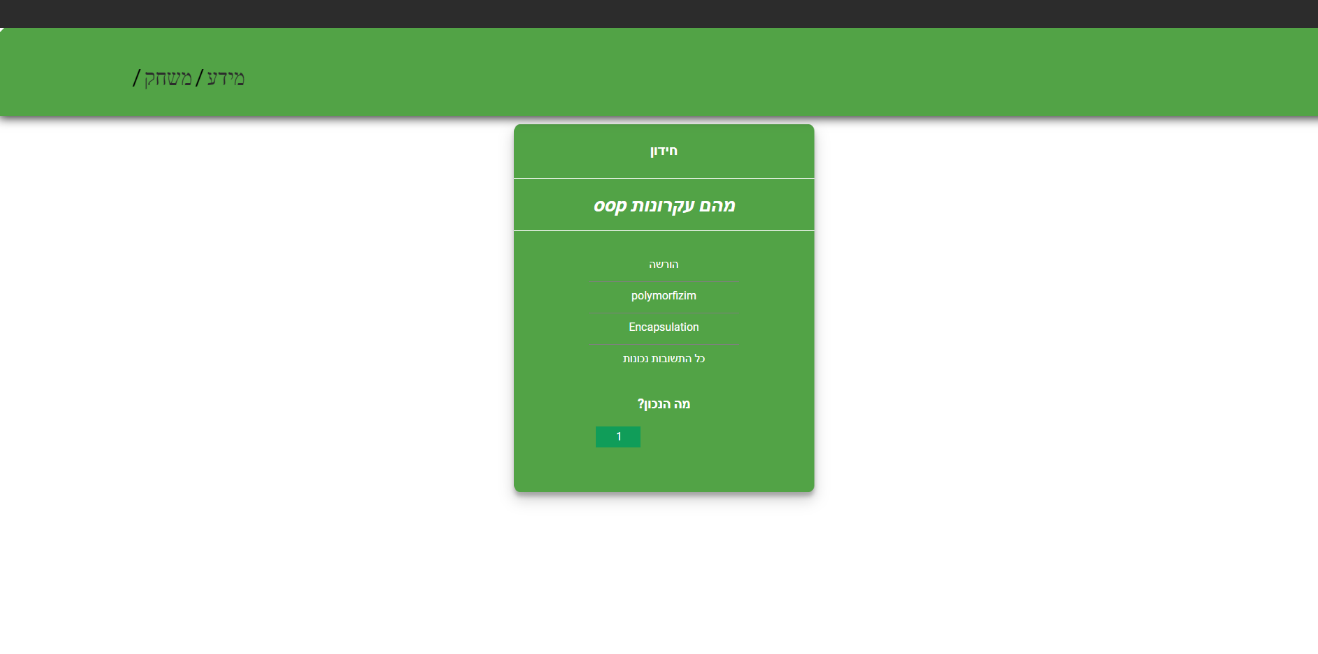 מידע / משחק /
חידון
מהם עקרונות oop
הורשה
polymorfizim
Encapsulation
כל התשובות נכונות
מה הנכון?
1